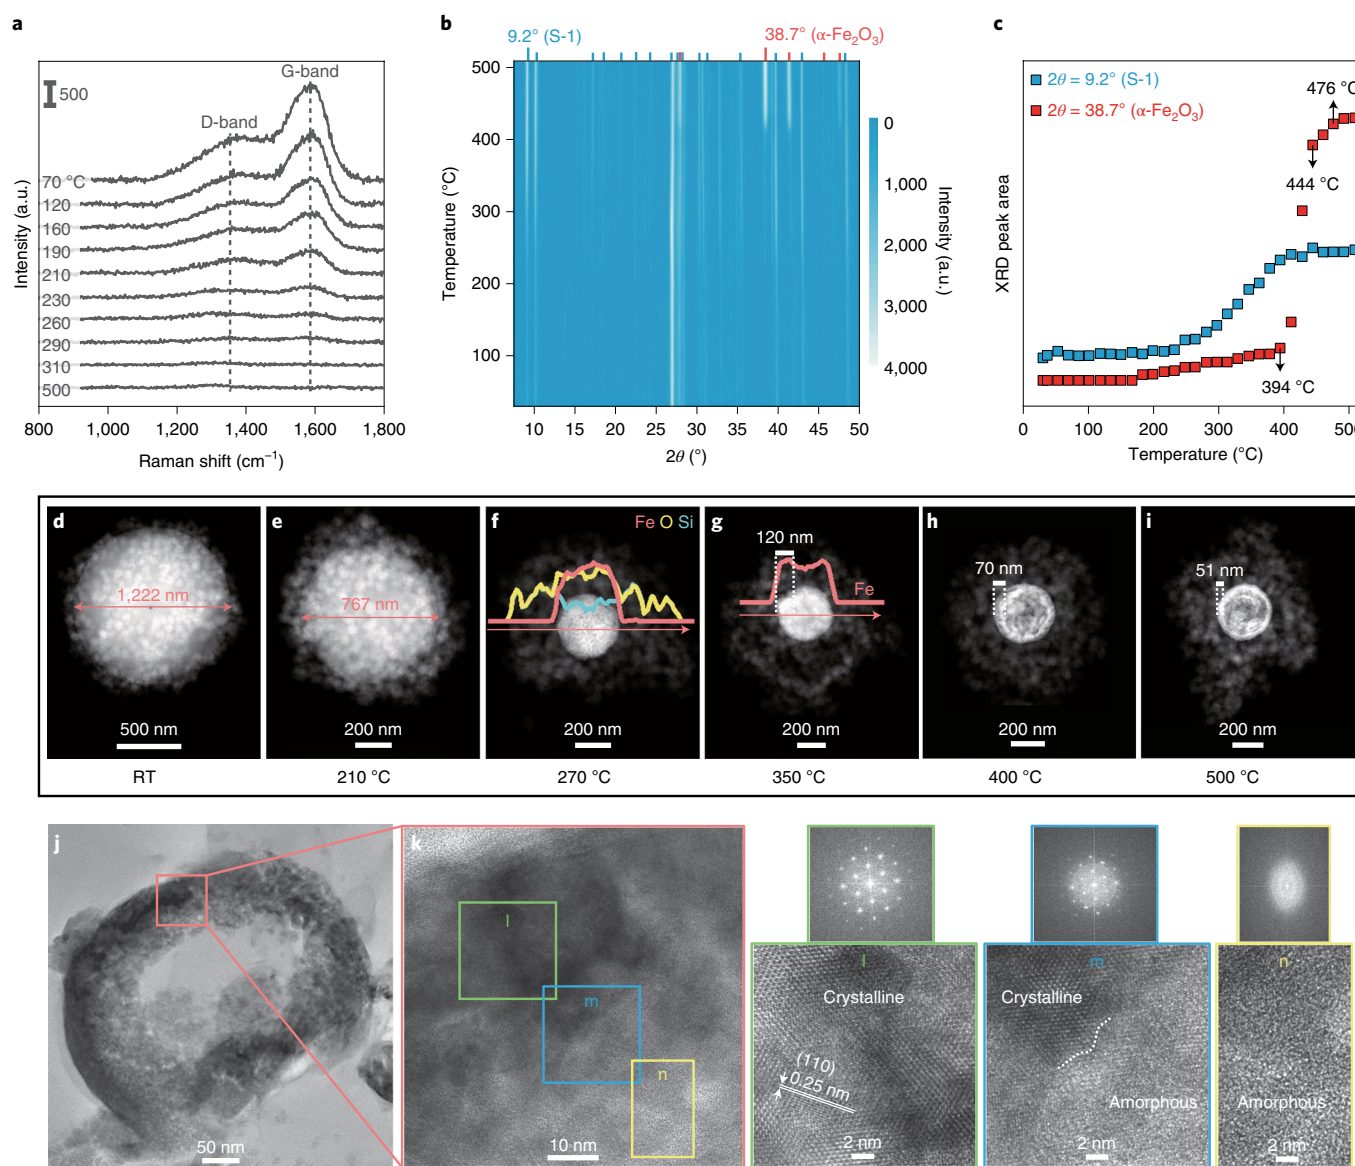 a
500
G-band
D-band
70 °C
120
160
190
210
230
260
290
310
500
Intensity (a.u.)
800 1,000 1,200 1,400 1,600 1,800
Raman shift (cm⁻¹)
b
9.2° (S-1)
38.7° (α-Fe₂O₃)
500
400
300
200
100
Temperature (°C)
10 15 20 25 30 35 40 45 50
2θ (°)
0
1,000
2,000
3,000
4,000
Intensity (a.u.)
c
2θ = 9.2° (S-1)
2θ = 38.7° (α-Fe₂O₃)
476 °C
444 °C
394 °C
XRD peak area
0 100 200 300 400 500
Temperature (°C)
d
1,222 nm
500 nm
RT
e
767 nm
200 nm
210 °C
f
Fe O Si
200 nm
270 °C
g
120 nm
Fe
200 nm
350 °C
h
70 nm
200 nm
400 °C
i
51 nm
200 nm
500 °C
j
50 nm
k
l
m
n
10 nm
l
Crystalline
(110)
0.25 nm
2 nm
m
Crystalline
Amorphous
2 nm
n
Amorphous
2 nm